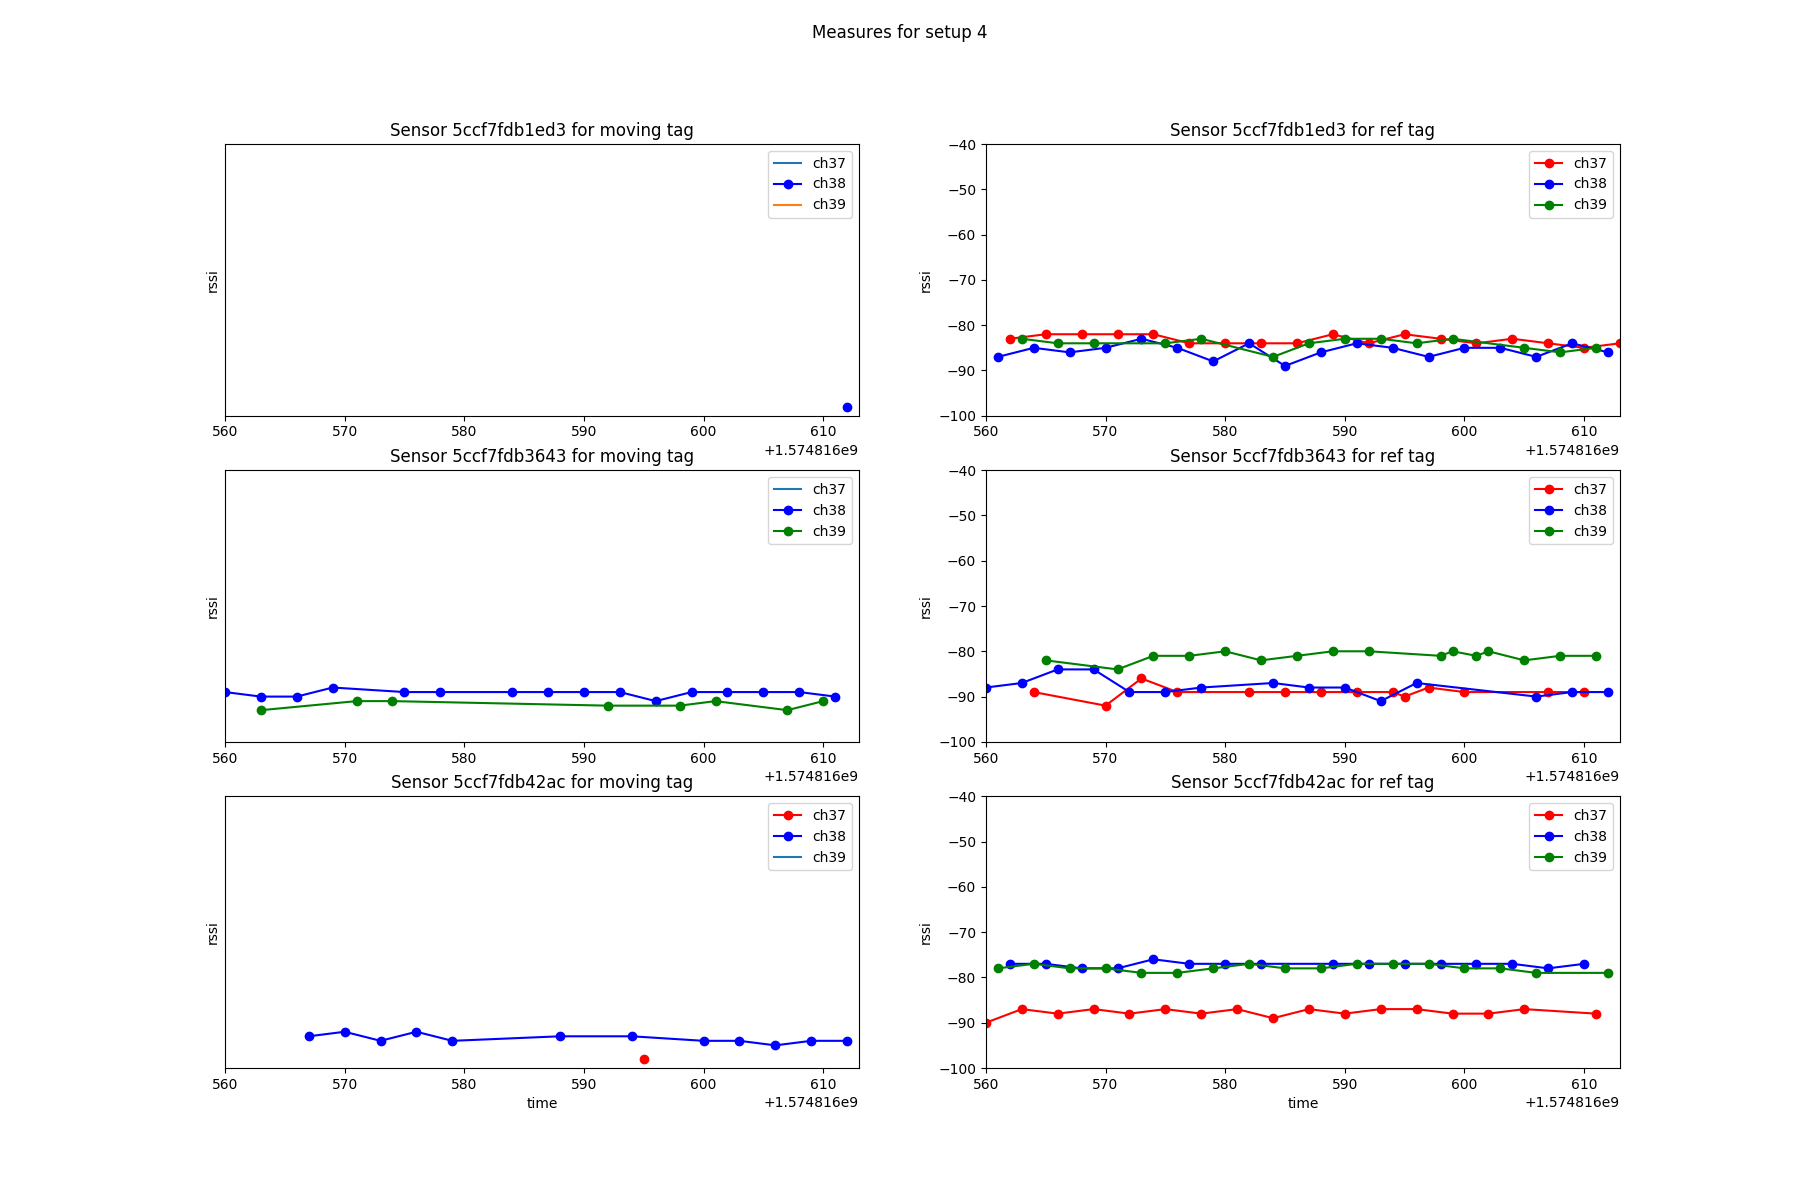 Measures for setup 4
Sensor 5ccf7fdb1ed3 for moving tag
rssi
ch37
ch38
ch39
560 570 580 590 600 610
+1.574816e9
Sensor 5ccf7fdb1ed3 for ref tag
rssi
−40
−50
−60
−70
−80
−90
−100
ch37
ch38
ch39
560 570 580 590 600 610
+1.574816e9
Sensor 5ccf7fdb3643 for moving tag
rssi
ch37
ch38
ch39
560 570 580 590 600 610
+1.574816e9
Sensor 5ccf7fdb3643 for ref tag
rssi
−40
−50
−60
−70
−80
−90
−100
ch37
ch38
ch39
560 570 580 590 600 610
+1.574816e9
Sensor 5ccf7fdb42ac for moving tag
rssi
ch37
ch38
ch39
560 570 580 590 600 610
time
+1.574816e9
Sensor 5ccf7fdb42ac for ref tag
rssi
−40
−50
−60
−70
−80
−90
−100
ch37
ch38
ch39
560 570 580 590 600 610
time
+1.574816e9